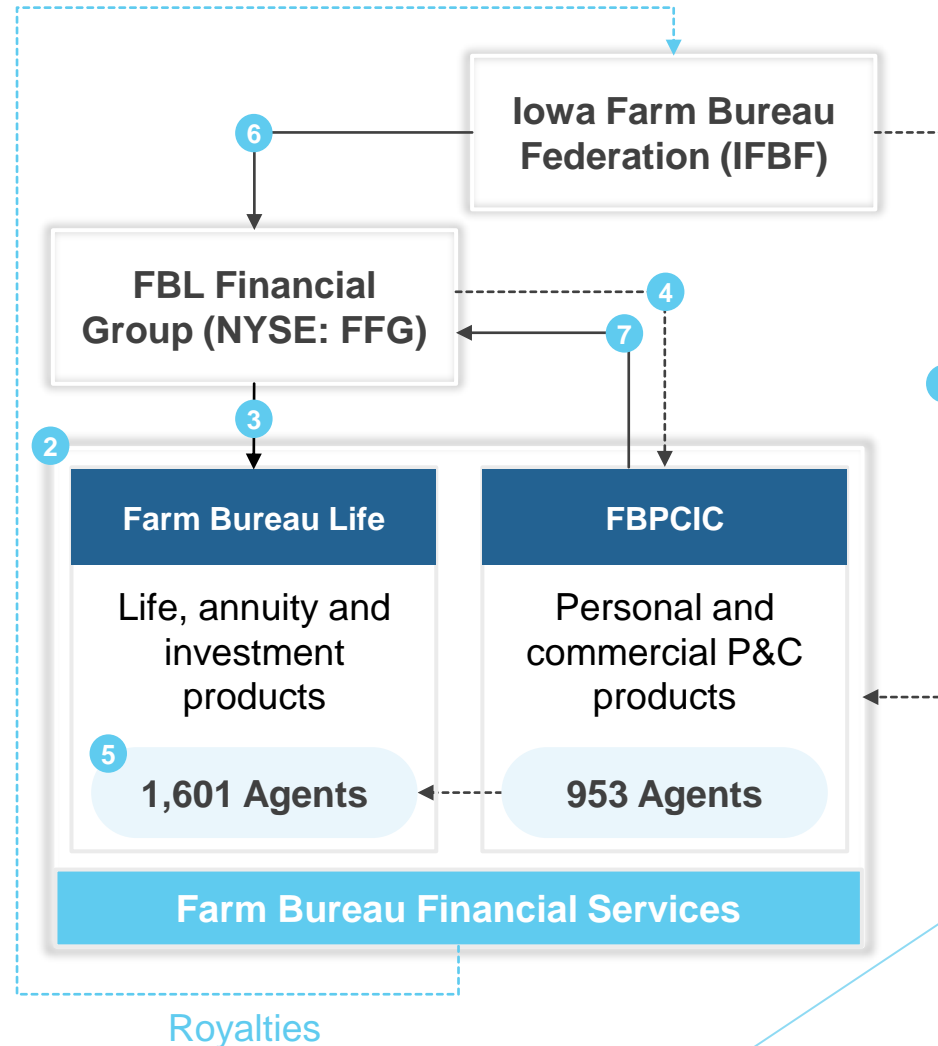 Iowa Farm Bureau
Federation (IFBF)
6
FBL Financial
Group (NYSE: FFG)
4
7
3
2
Farm Bureau Life
FBPCIC
Life, annuity and
investment
products
Personal and
commercial P&C
products
5
1,601 Agents
953 Agents
Farm Bureau Financial Services
Royalties